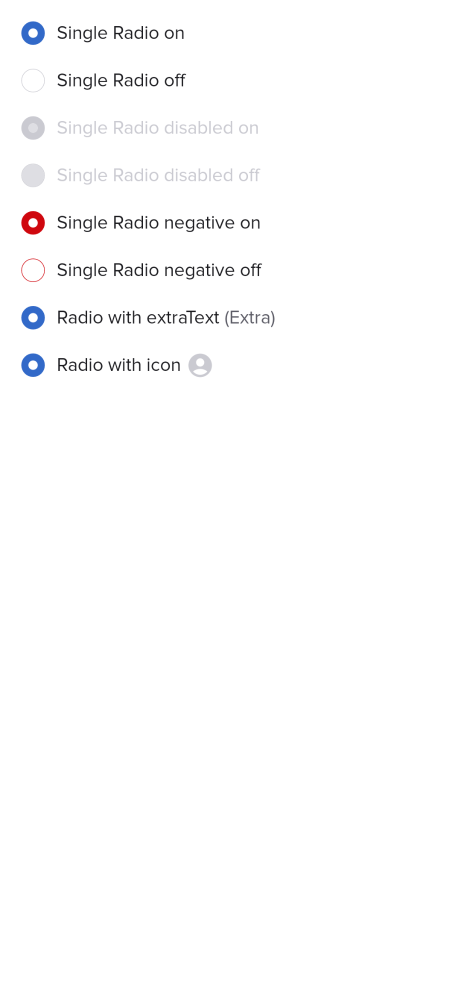 Single Radio on
Single Radio off
Single Radio disabled on
Single Radio disabled off
Single Radio negative on
Single Radio negative off
Radio with extraText (Extra)
Radio with icon